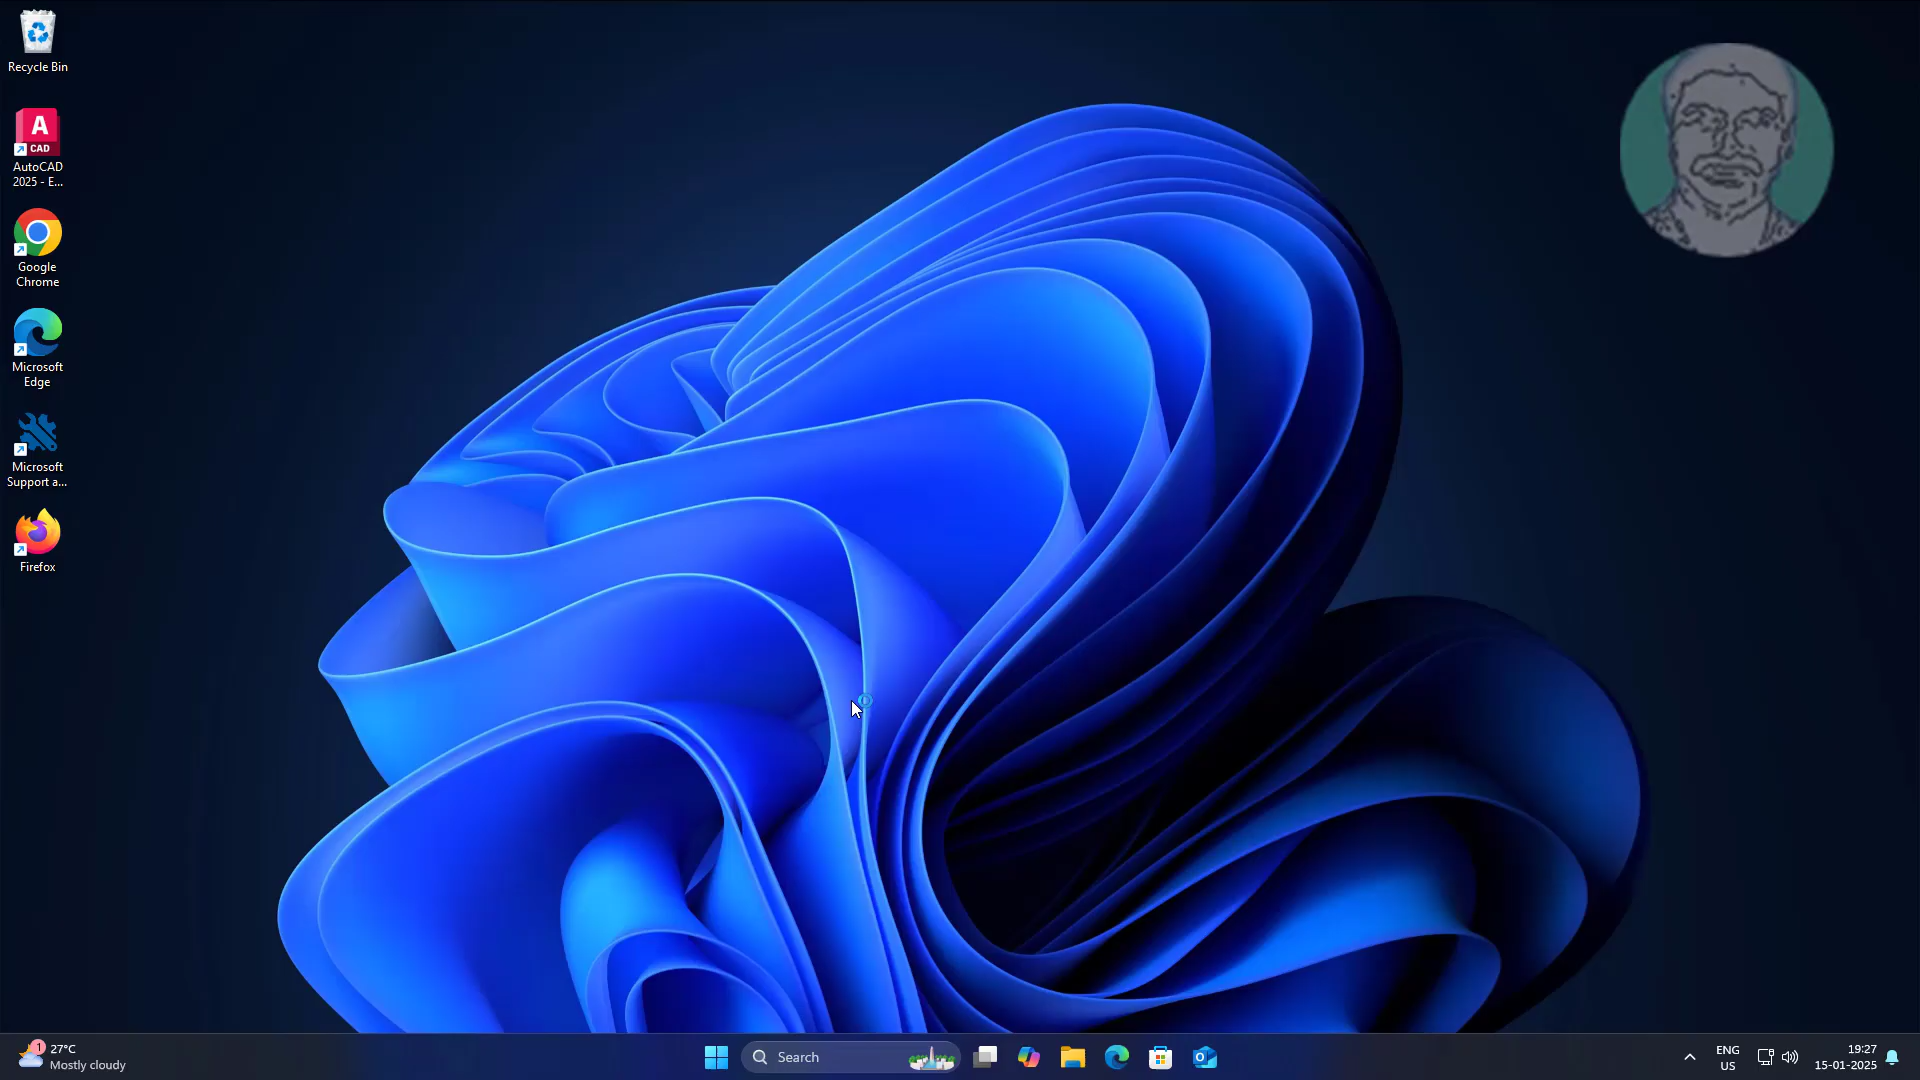 Recycle Bin
A
CAD
AutoCAD
2025 - E...
Google
Chrome
Microsoft
Edge
Microsoft
Support a...
Firefox
1
27°C
Mostly cloudy
Search
O
ENG
US
19:27
15-01-2025